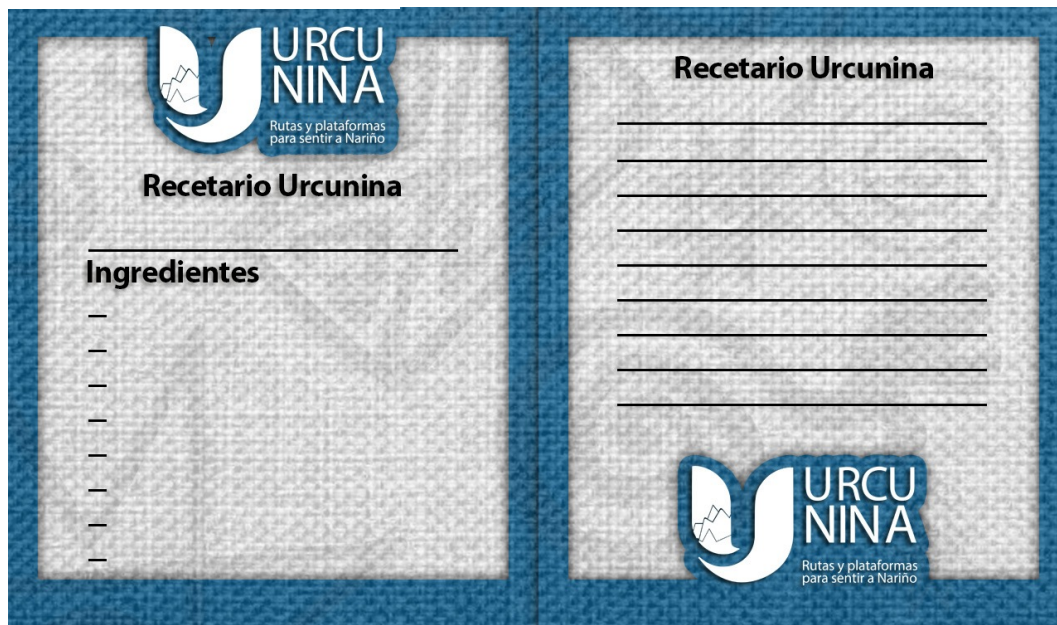 URCU
NINA
Rutas y plataformas
para sentir a Nariño
Recetario Urcunina
Ingredientes
Recetario Urcunina
URCU
NINA
Rutas y plataformas
para sentir a Nariño